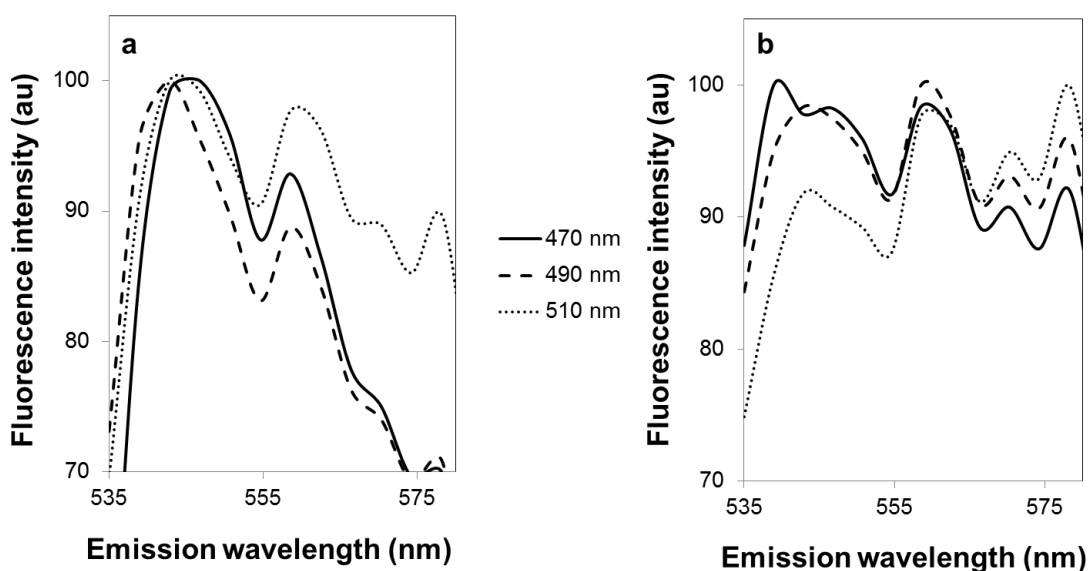 a
Fluorescence intensity (au)
100
90
80
70
535
555
575
Emission wavelength (nm)
470 nm
490 nm
510 nm
b
Fluorescence intensity (au)
100
90
80
70
535
555
575
Emission wavelength (nm)